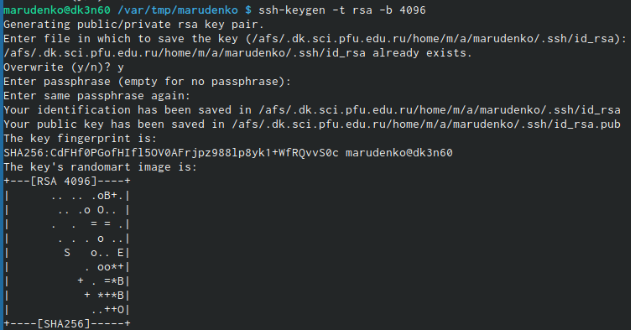 marudenko@dk3n60 /var/tmp/marudenko $ ssh-keygen -t rsa -b 4096
Generating public/private rsa key pair.
Enter file in which to save the key (/afs/.dk.sci.pfu.edu.ru/home/m/a/marudenko/.ssh/id_rsa):
/afs/.dk.sci.pfu.edu.ru/home/m/a/marudenko/.ssh/id_rsa already exists.
Overwrite (y/n)? y
Enter passphrase (empty for no passphrase):
Enter same passphrase again:
Your identification has been saved in /afs/.dk.sci.pfu.edu.ru/home/m/a/marudenko/.ssh/id_rsa
Your public key has been saved in /afs/.dk.sci.pfu.edu.ru/home/m/a/marudenko/.ssh/id_rsa.pub
The key fingerprint is:
SHA256:CdFHf0PGofHIfl5OV0AFrjpz988lp8yk1+WfRQvvS0c marudenko@dk3n60
The key's randomart image is:
+---[RSA 4096]----+
|      .. .. .oB+.|
|       .. .o O.. |
|      .  .  = = .|
|       . . . o ..|
|        S   o.. E|
|           . oo*+|
|          + . =*B|
|           + *+*B|
|            ..++O|
+----[SHA256]-----+